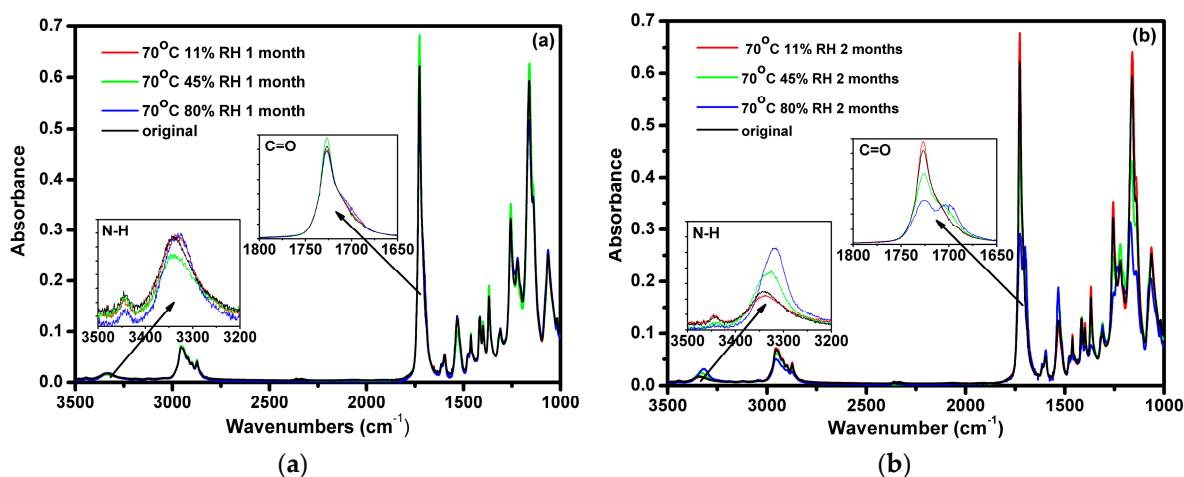 0.7
0.6
0.5
0.4
0.3
0.2
0.1
0.0
Absorbance
(a)
70°C 11% RH 1 month
70°C 45% RH 1 month
70°C 80% RH 1 month
original
C=O
1800 1750 1700 1650
N-H
3500 3400 3300 3200
3500 3000 2500 2000 1500 1000
Wavenumbers (cm⁻¹)
(a)
0.7
0.6
0.5
0.4
0.3
0.2
0.1
0.0
Absorbance
(b)
70°C 11% RH 2 months
70°C 45% RH 2 months
70°C 80% RH 2 months
original
C=O
1800 1750 1700 1650
N-H
3500 3400 3300 3200
3500 3000 2500 2000 1500 1000
Wavenumber (cm⁻¹)
(b)